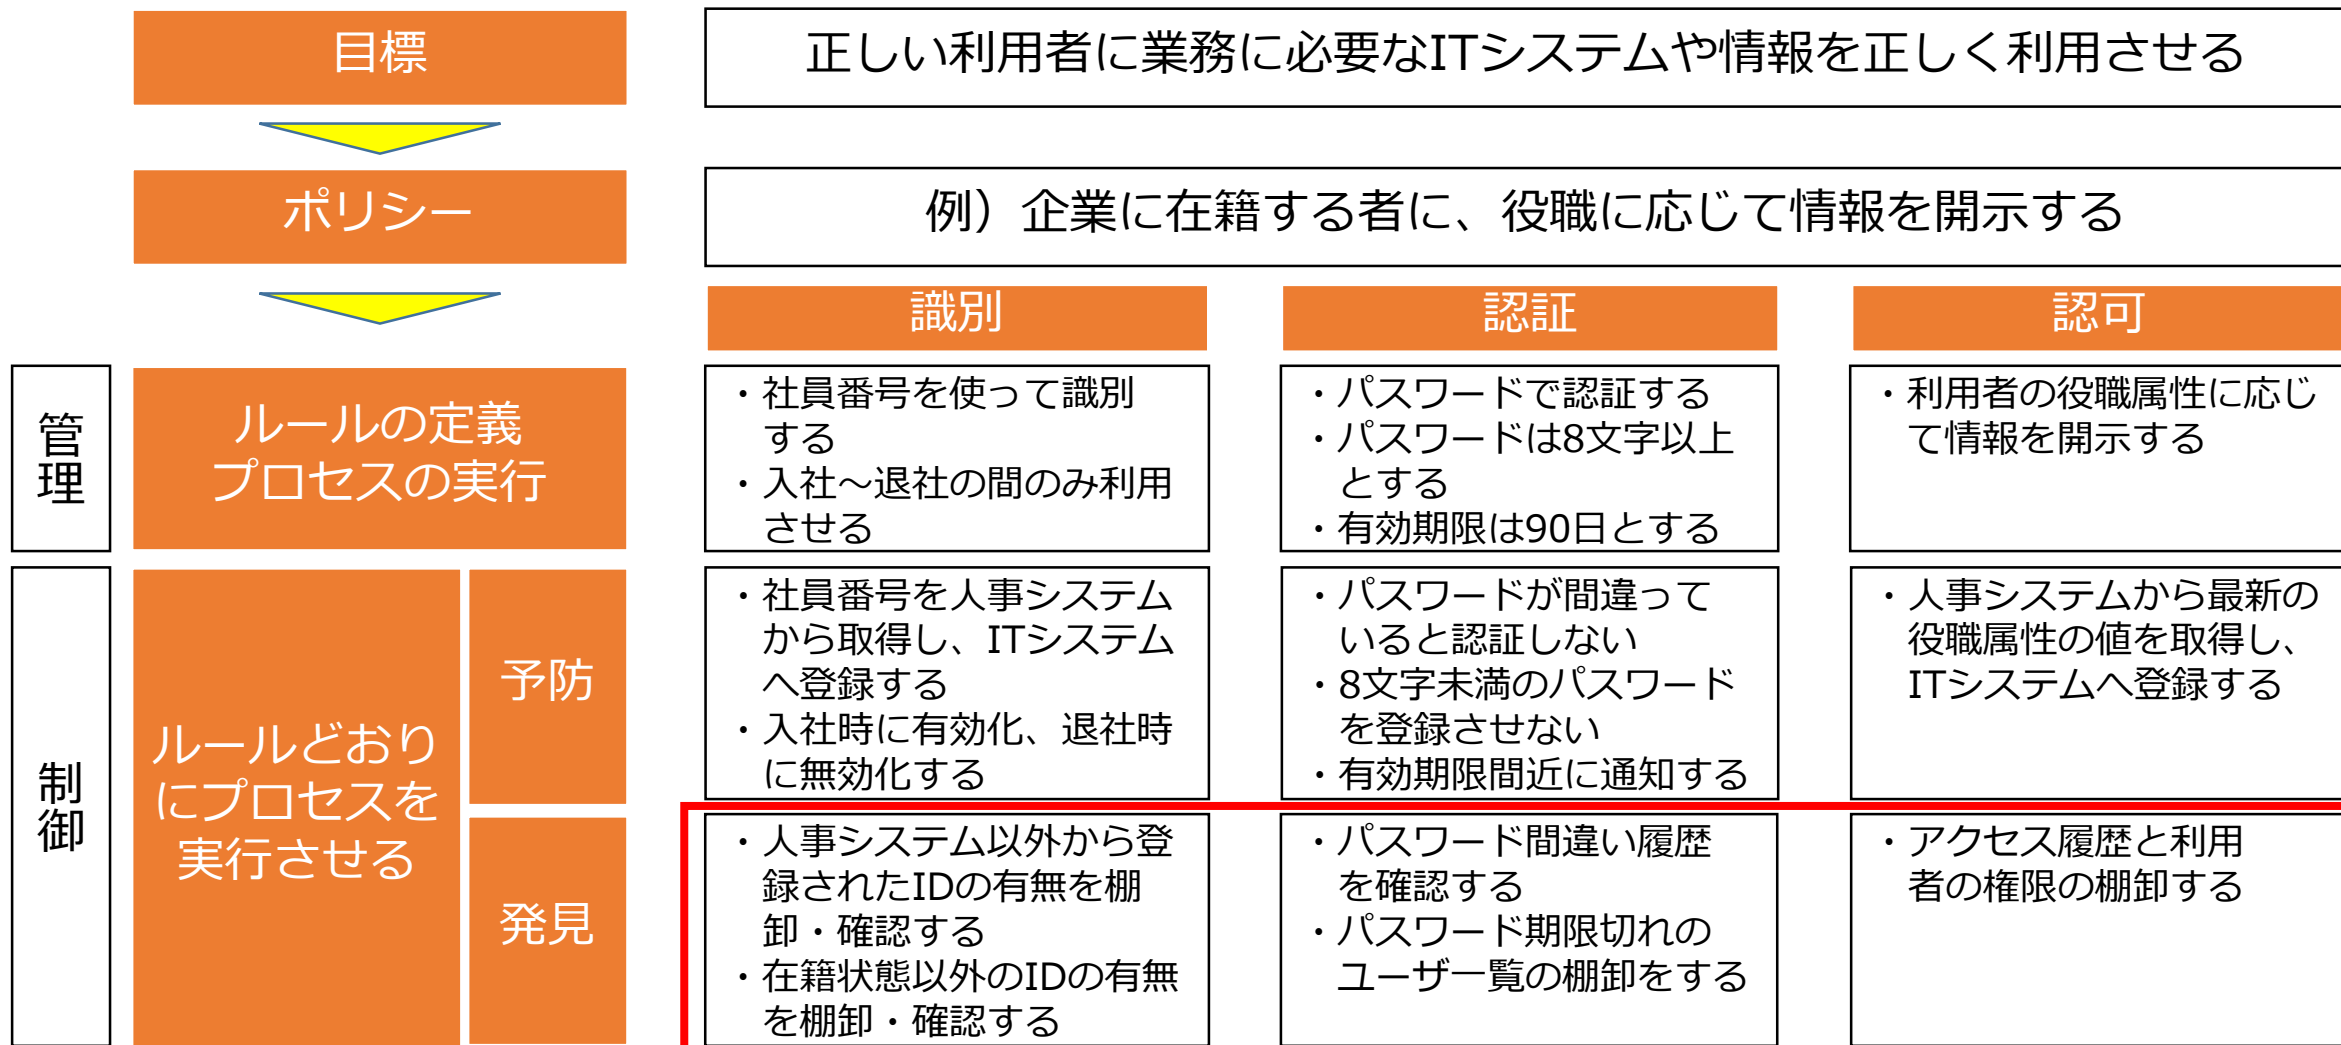 目標
正しい利用者に業務に必要なITシステムや情報を正しく利用させる
ポリシー
例）企業に在籍する者に、役職に応じて情報を開示する
識別
認証
認可
管
理
ルールの定義
プロセスの実行
・社員番号を使って識別
する
・入社～退社の間のみ利用
させる
・パスワードで認証する
・パスワードは8文字以上
とする
・有効期限は90日とする
・利用者の役職属性に応じ
て情報を開示する
制
御
ルールどおり
にプロセスを
実行させる
予防
・社員番号を人事システム
から取得し、ITシステム
へ登録する
・入社時に有効化、退社時
に無効化する
・パスワードが間違って
いると認証しない
・8文字未満のパスワード
を登録させない
・有効期限間近に通知する
・人事システムから最新の
役職属性の値を取得し、
ITシステムへ登録する
発見
・人事システム以外から登
録されたIDの有無を棚
卸・確認する
・在籍状態以外のIDの有無
を棚卸・確認する
・パスワード間違い履歴
を確認する
・パスワード期限切れの
ユーザ一覧の棚卸をする
・アクセス履歴と利用
者の権限の棚卸する